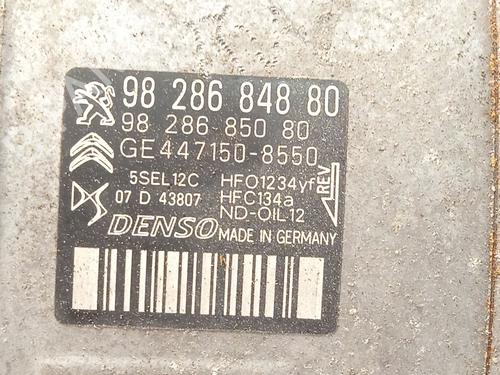 98 286 848 80
98 286 850 80
GE447150-8550
5SEL12C HFO1234yf
07 D 43807 HFC134a
ND-OIL12
REV
DENSO MADE IN GERMANY